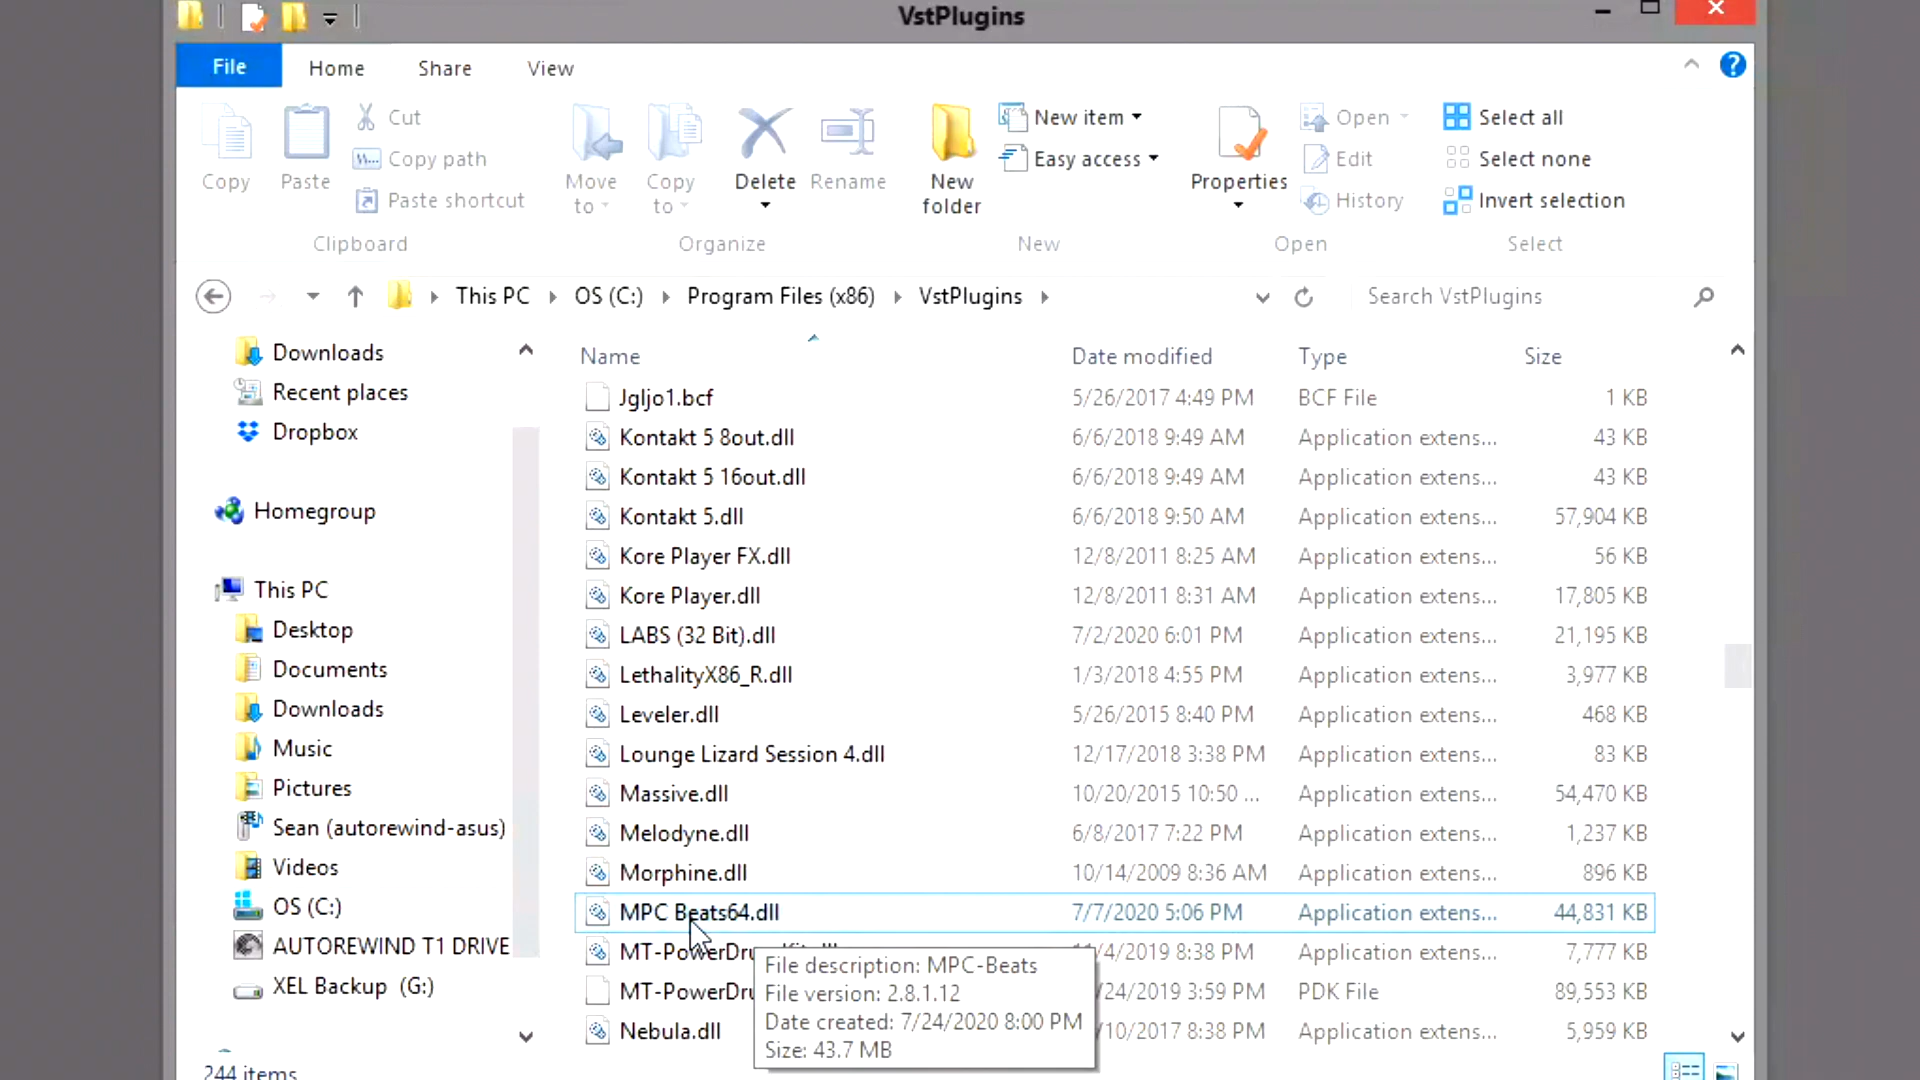 VstPlugins
File Home Share View
Copy
Paste
Cut
Copy path
Paste shortcut
Clipboard
Move to
Copy to
Delete
Rename
Organize
New folder
New item
Easy access
New
Properties
Open
Edit
History
Open
Select all
Select none
Invert selection
Select
This PC OS (C:) Program Files (x86) VstPlugins
Search VstPlugins
Downloads
Recent places
Dropbox
Homegroup
This PC
Desktop
Documents
Downloads
Music
Pictures
Sean (autorewind-asus)
Videos
OS (C:)
AUTOREWIND T1 DRIVE
XEL Backup (G:)
Name Date modified Type Size
Jgljo1.bcf 5/26/2017 4:49 PM BCF File 1 KB
Kontakt 5 8out.dll 6/6/2018 9:49 AM Application extens... 43 KB
Kontakt 5 16out.dll 6/6/2018 9:49 AM Application extens... 43 KB
Kontakt 5.dll 6/6/2018 9:50 AM Application extens... 57,904 KB
Kore Player FX.dll 12/8/2011 8:25 AM Application extens... 56 KB
Kore Player.dll 12/8/2011 8:31 AM Application extens... 17,805 KB
LABS (32 Bit).dll 7/2/2020 6:01 PM Application extens... 21,195 KB
LethalityX86_R.dll 1/3/2018 4:55 PM Application extens... 3,977 KB
Leveler.dll 5/26/2015 8:40 PM Application extens... 468 KB
Lounge Lizard Session 4.dll 12/17/2018 3:38 PM Application extens... 83 KB
Massive.dll 10/20/2015 10:50 ... Application extens... 54,470 KB
Melodyne.dll 6/8/2017 7:22 PM Application extens... 1,237 KB
Morphine.dll 10/14/2009 8:36 AM Application extens... 896 KB
MPC Beats64.dll 7/7/2020 5:06 PM Application extens... 44,831 KB
MT-PowerDru /4/2019 8:38 PM Application extens... 7,777 KB
MT-PowerDru /24/2019 3:59 PM PDK File 89,553 KB
Nebula.dll /10/2017 8:38 PM Application extens... 5,959 KB
File description: MPC-Beats
File version: 2.8.1.12
Date created: 7/24/2020 8:00 PM
Size: 43.7 MB
244 items